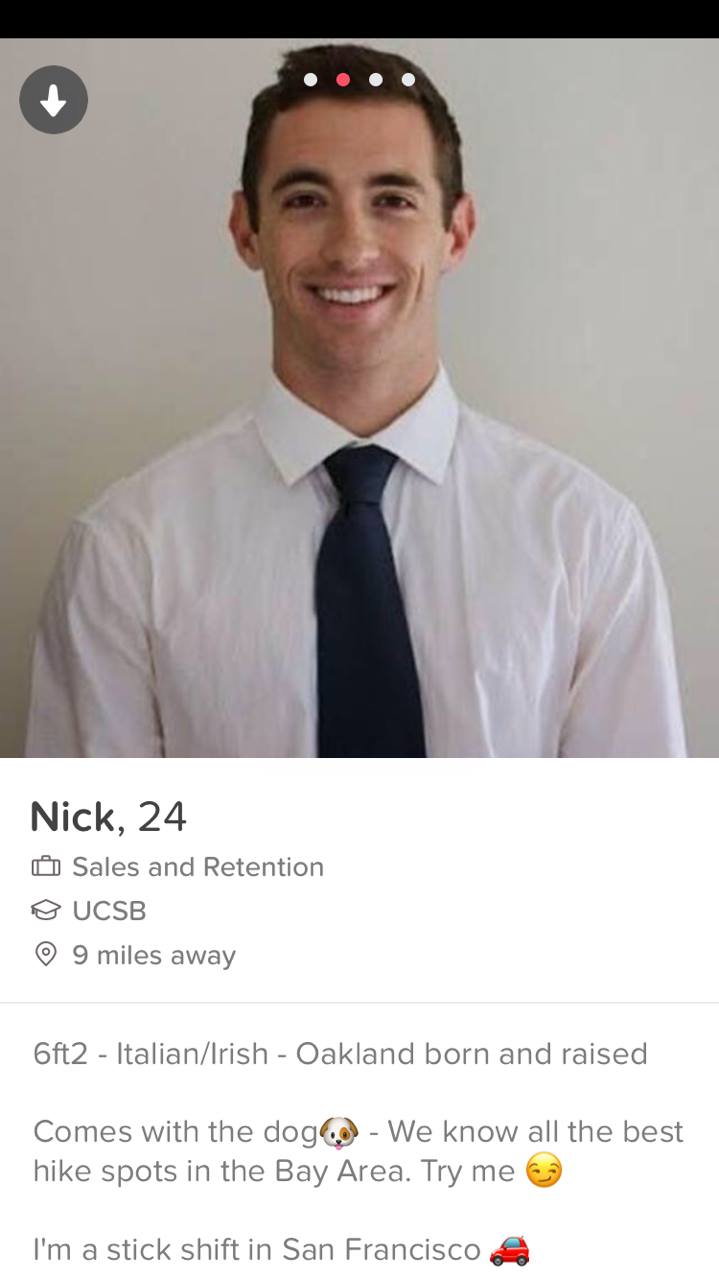 Nick, 24
Sales and Retention
UCSB
9 miles away
6ft2 - Italian/Irish - Oakland born and raised
Comes with the dog🐶 - We know all the best
hike spots in the Bay Area. Try me 😏
I'm a stick shift in San Francisco 🚗